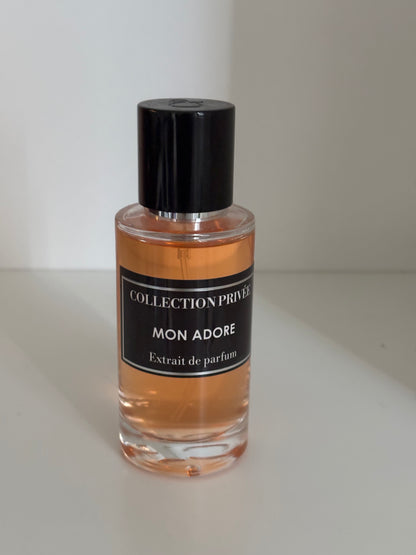 COLLECTION PRIVÉE
MON ADORE
Extrait de parfum